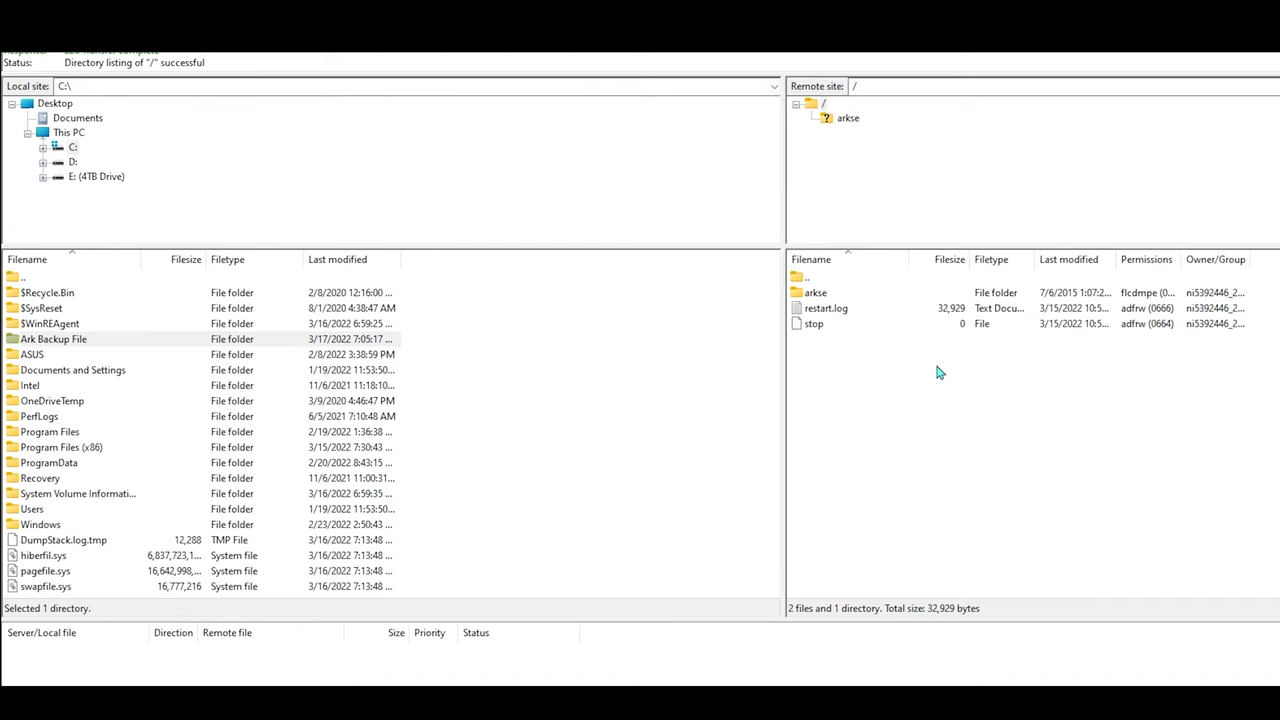 Status: Directory listing of "/" successful
Local site: C:\ Remote site: /
Desktop /
Documents arkse
This PC
C:
D:
E: (4TB Drive)
Filename Filesize Filetype Last modified Filename Filesize Filetype Last modified Permissions Owner/Group
.. ..
$Recycle.Bin File folder 2/8/2020 12:16:00 ... arkse File folder 7/6/2015 1:07:2... flcdmpe (0... ni5392446_2...
$SysReset File folder 8/1/2020 4:38:47 AM restart.log 32,929 Text Docu... 3/15/2022 10:5... adfrw (0666) ni5392446_2...
$WinREAgent File folder 3/16/2022 6:59:25 ... stop 0 File 3/15/2022 10:5... adfrw (0664) ni5392446_2...
Ark Backup File File folder 3/17/2022 7:05:17 ...
ASUS File folder 2/8/2022 3:38:59 PM
Documents and Settings File folder 1/19/2022 11:53:50...
Intel File folder 11/6/2021 11:18:10...
OneDriveTemp File folder 3/9/2020 4:46:47 PM
PerfLogs File folder 6/5/2021 7:10:48 AM
Program Files File folder 2/19/2022 1:36:38 ...
Program Files (x86) File folder 3/15/2022 7:30:43 ...
ProgramData File folder 2/20/2022 8:43:15 ...
Recovery File folder 11/6/2021 11:00:31...
System Volume Informati... File folder 3/16/2022 6:59:35 ...
Users File folder 1/19/2022 11:53:50...
Windows File folder 2/23/2022 2:50:43 ...
DumpStack.log.tmp 12,288 TMP File 3/16/2022 7:13:48 ...
hiberfil.sys 6,837,723,1... System file 3/16/2022 7:13:48 ...
pagefile.sys 16,642,998,... System file 3/16/2022 7:13:48 ...
swapfile.sys 16,777,216 System file 3/16/2022 7:13:48 ...
Selected 1 directory. 2 files and 1 directory. Total size: 32,929 bytes
Server/Local file Direction Remote file Size Priority Status